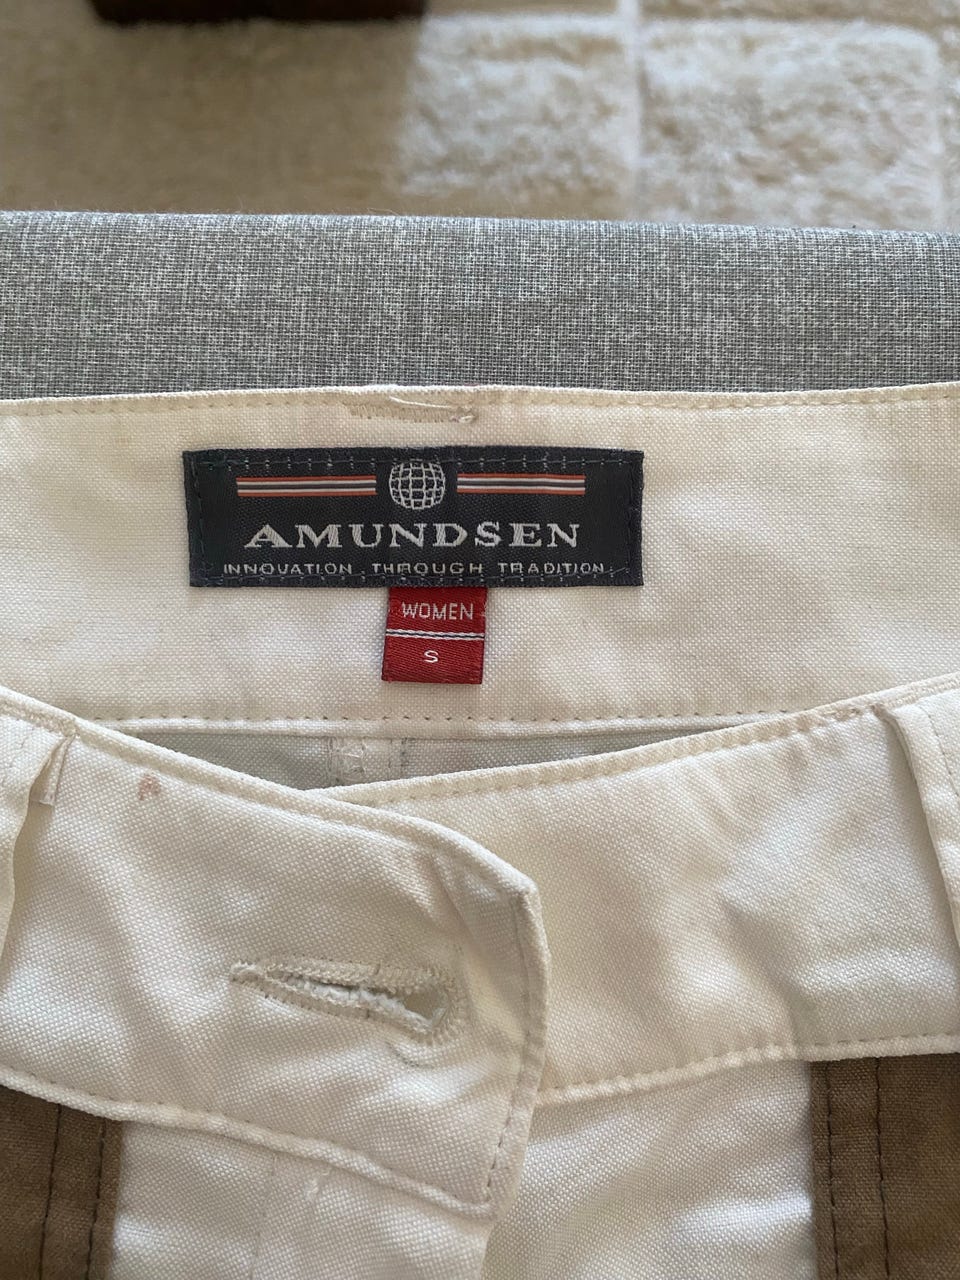 AMUNDSEN
INNOVATION THROUGH TRADITION
WOMEN
S